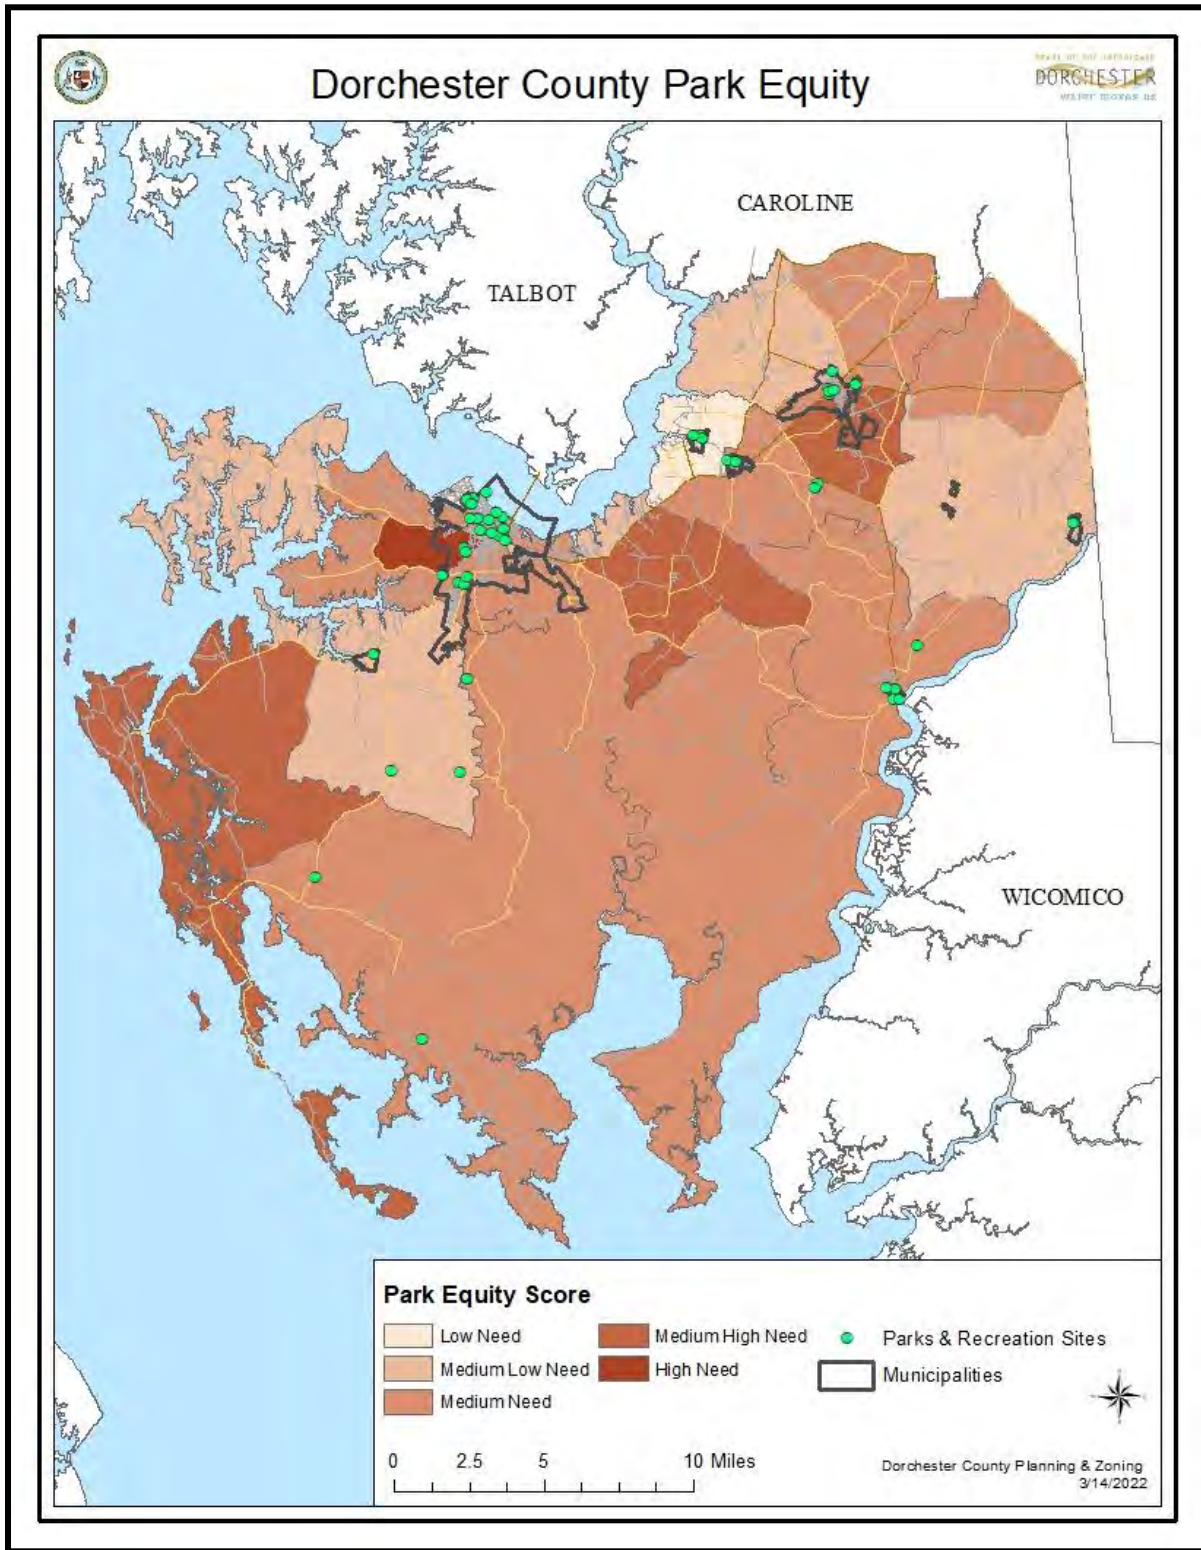 Dorchester County Park Equity
DORCHESTER
CAROLINE
TALBOT
WICOMICO
Park Equity Score
Low Need
Medium Low Need
Medium Need
Medium High Need
High Need
Parks & Recreation Sites
Municipalities
0 2.5 5 10 Miles
Dorchester County Planning & Zoning
3/14/2022